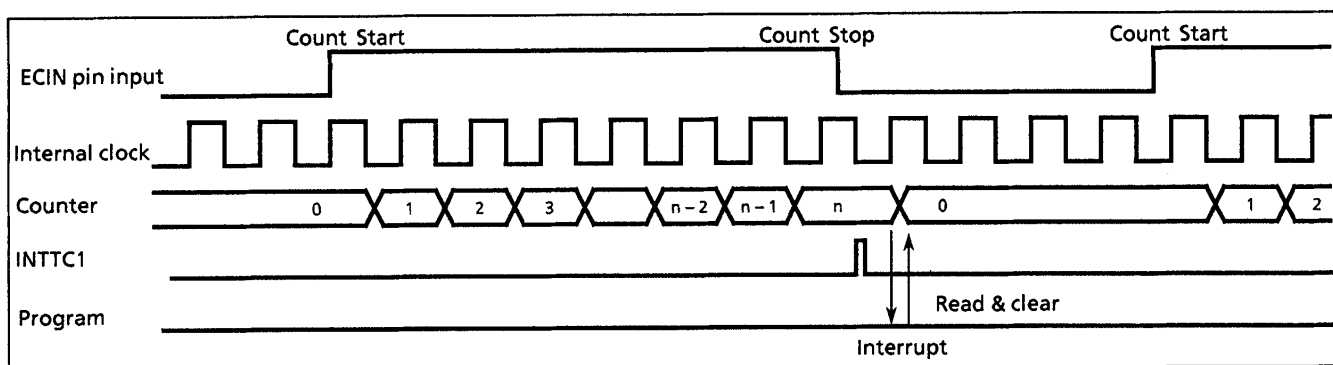 Count Start Count Stop Count Start
ECIN pin input
Internal clock
Counter 0 1 2 3 n-2 n-1 n 0 1 2
INTTC1
Read & clear
Program
Interrupt